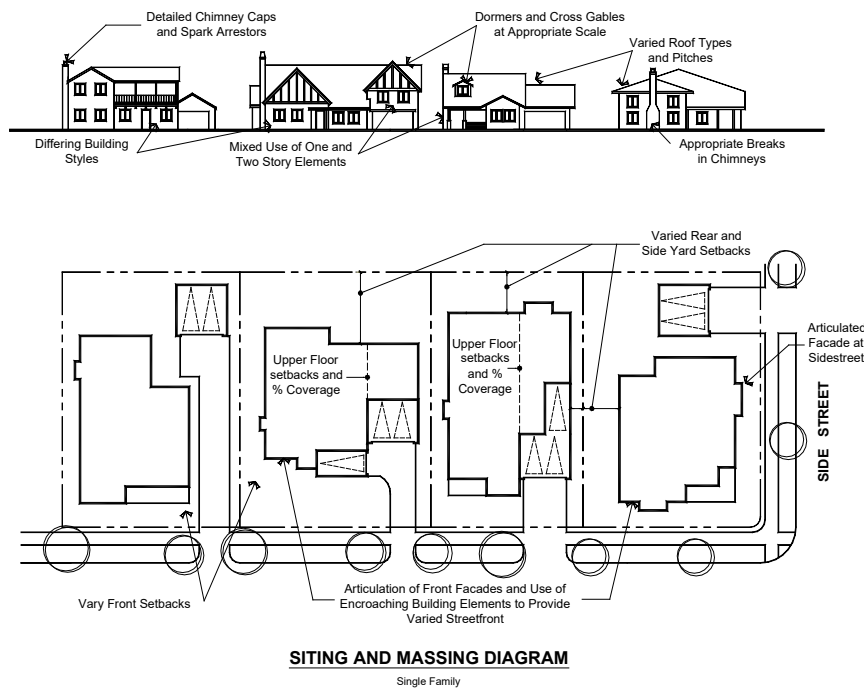 Detailed Chimney Caps
and Spark Arrestors
Dormers and Cross Gables
at Appropriate Scale
Varied Roof Types
and Pitches
Differing Building
Styles
Mixed Use of One and
Two Story Elements
Appropriate Breaks
in Chimneys
Varied Rear and
Side Yard Setbacks
Upper Floor
setbacks and %
% Coverage
Upper Floor
setbacks
and %
Coverage
Articulated
Facade at
Sidestreet
SIDE STREET
Vary Front Setbacks
Articulation of Front Facades and Use of
Encroaching Building Elements to Provide
Varied Streetfront
SITING AND MASSING DIAGRAM
Single Family